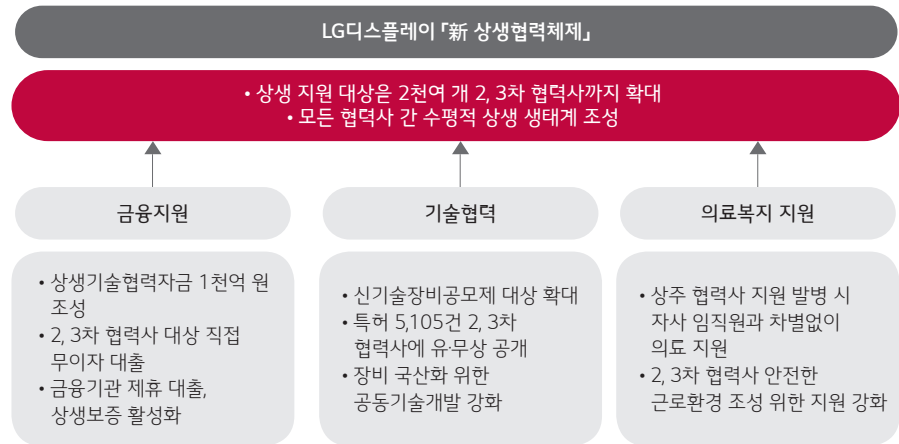 LG디스플레이 「新 상생협력체제」
• 상생 지원 대상을 2천여 개 2, 3차 협력사까지 확대
• 모든 협력사 간 수평적 상생 생태계 조성
금융지원
기술협력
의료복지 지원
• 상생기술협력자금 1천억 원
조성
• 2, 3차 협력사 대상 직접
무이자 대출
• 금융기관 제휴 대출,
상생보증 활성화
• 신기술장비공모제 대상 확대
• 특허 5,105건 2, 3차
협력사에 유·무상 공개
• 장비 국산화 위한
공동기술개발 강화
• 상주 협력사 지원 발병 시
자사 임직원과 차별없이
의료 지원
• 2, 3차 협력사 안전한
근로환경 조성 위한 지원 강화